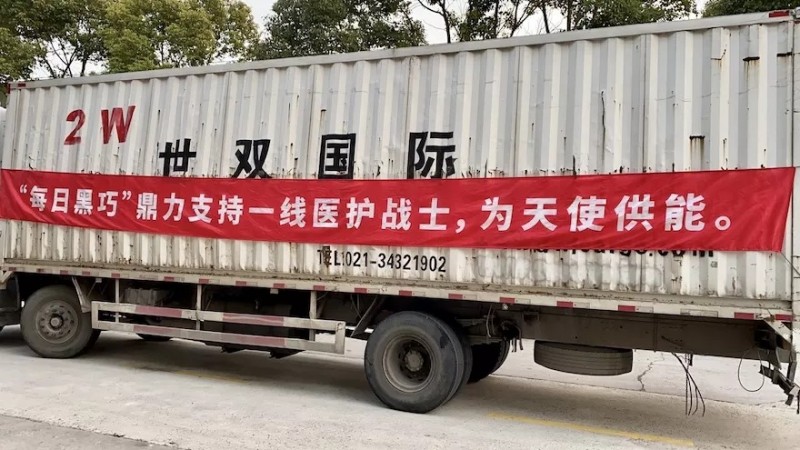 2W
世双国际
“每日黑巧”鼎力支持一线医护战士，为天使供能。
TEL:021-34321902